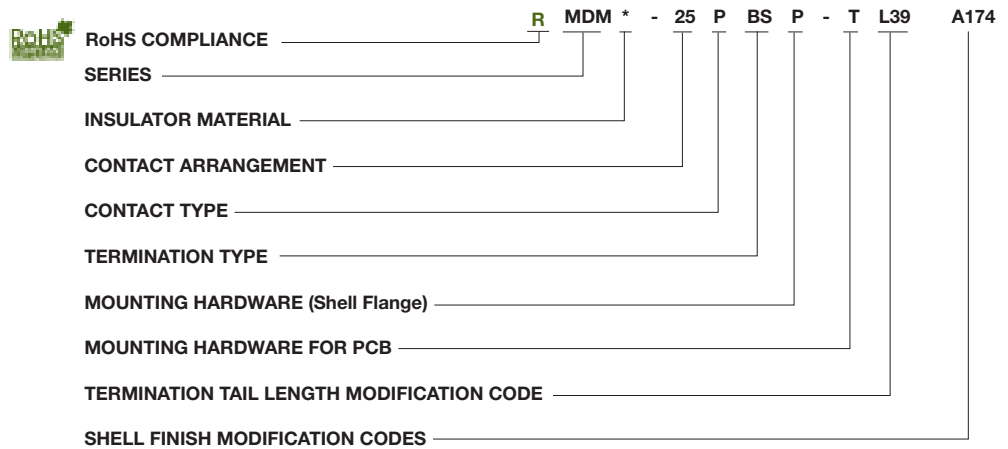 R MDM * - 25 P BS P - T L39 A174
RoHS
RoHS COMPLIANCE
SERIES
INSULATOR MATERIAL
CONTACT ARRANGEMENT
CONTACT TYPE
TERMINATION TYPE
MOUNTING HARDWARE (Shell Flange)
MOUNTING HARDWARE FOR PCB
TERMINATION TAIL LENGTH MODIFICATION CODE
SHELL FINISH MODIFICATION CODES